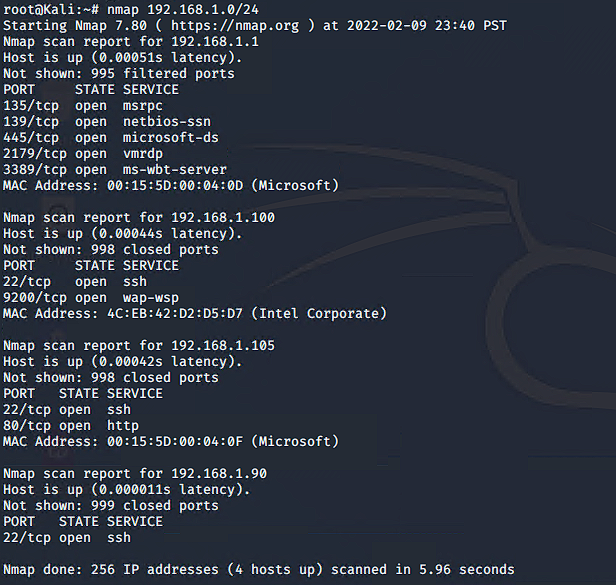 root@Kali:~# nmap 192.168.1.0/24
Starting Nmap 7.80 ( https://nmap.org ) at 2022-02-09 23:40 PST
Nmap scan report for 192.168.1.1
Host is up (0.00051s latency).
Not shown: 995 filtered ports
PORT     STATE SERVICE
135/tcp  open  msrpc
139/tcp  open  netbios-ssn
445/tcp  open  microsoft-ds
2179/tcp open  vmrdp
3389/tcp open  ms-wbt-server
MAC Address: 00:15:5D:00:04:0D (Microsoft)

Nmap scan report for 192.168.1.100
Host is up (0.00044s latency).
Not shown: 998 closed ports
PORT     STATE SERVICE
22/tcp   open  ssh
9200/tcp open  wap-wsp
MAC Address: 4C:EB:42:D2:D5:D7 (Intel Corporate)

Nmap scan report for 192.168.1.105
Host is up (0.00042s latency).
Not shown: 998 closed ports
PORT   STATE SERVICE
22/tcp open  ssh
80/tcp open  http
MAC Address: 00:15:5D:00:04:0F (Microsoft)

Nmap scan report for 192.168.1.90
Host is up (0.000011s latency).
Not shown: 999 closed ports
PORT   STATE SERVICE
22/tcp open  ssh

Nmap done: 256 IP addresses (4 hosts up) scanned in 5.96 seconds